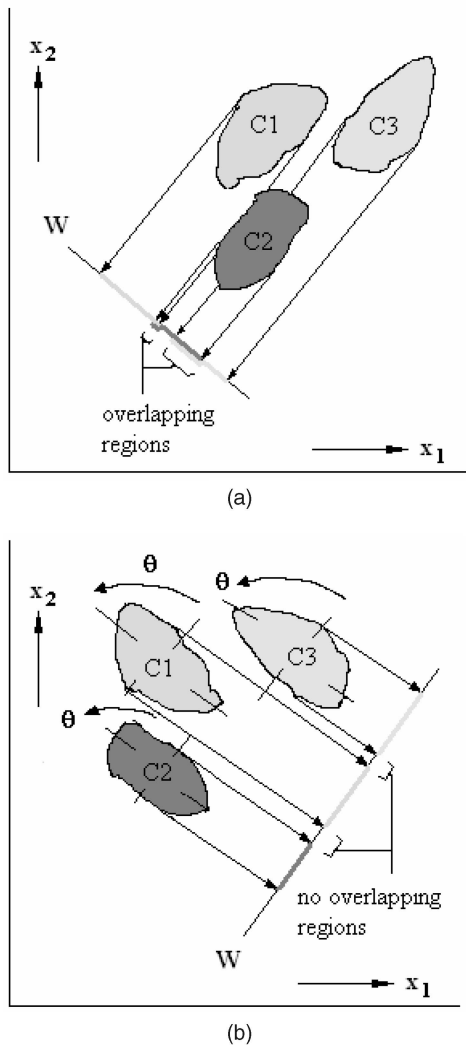 x2
C1
C3
C2
W
overlapping
regions
x1
(a)
θ
θ
x2
C1
C3
θ
C2
no overlapping
regions
W
x1
(b)